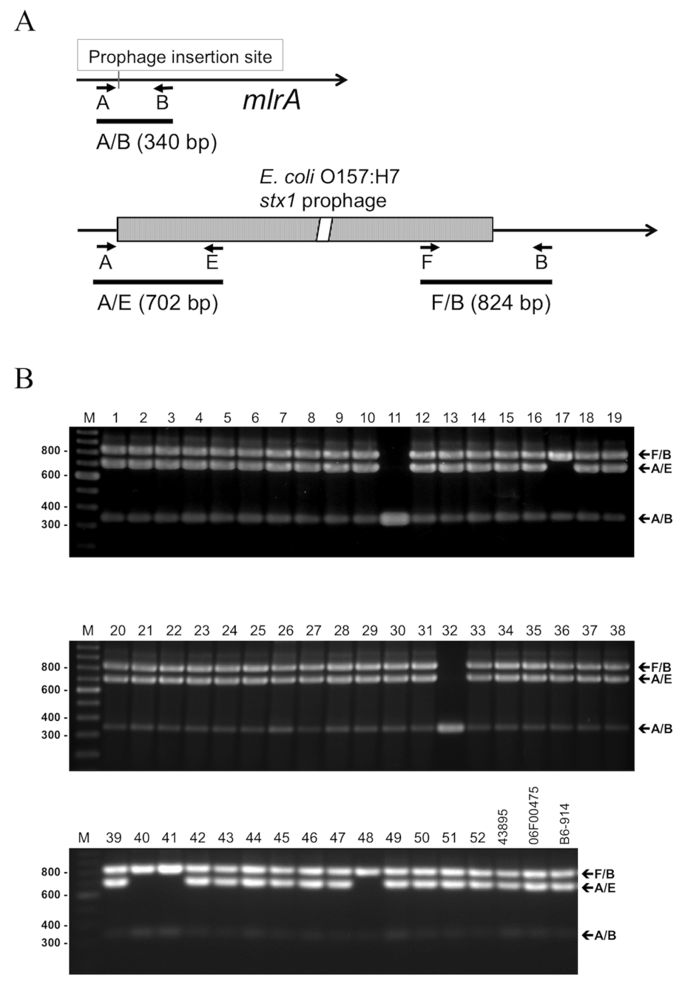 A
Prophage insertion site
A B mlrA
A/B (340 bp)
E. coli O157:H7
stx1 prophage
A E F B
A/E (702 bp) F/B (824 bp)
B
M 1 2 3 4 5 6 7 8 9 10 11 12 13 14 15 16 17 18 19
800 - ←F/B
600 - ←A/E
400 -
300 - ←A/B
M 20 21 22 23 24 25 26 27 28 29 30 31 32 33 34 35 36 37 38
800 - ←F/B
600 - ←A/E
400 -
300 - ←A/B
M 39 40 41 42 43 44 45 46 47 48 49 50 51 52 43895 06F00475 B6-914
800 - ←F/B
600 - ←A/E
400 -
300 - ←A/B